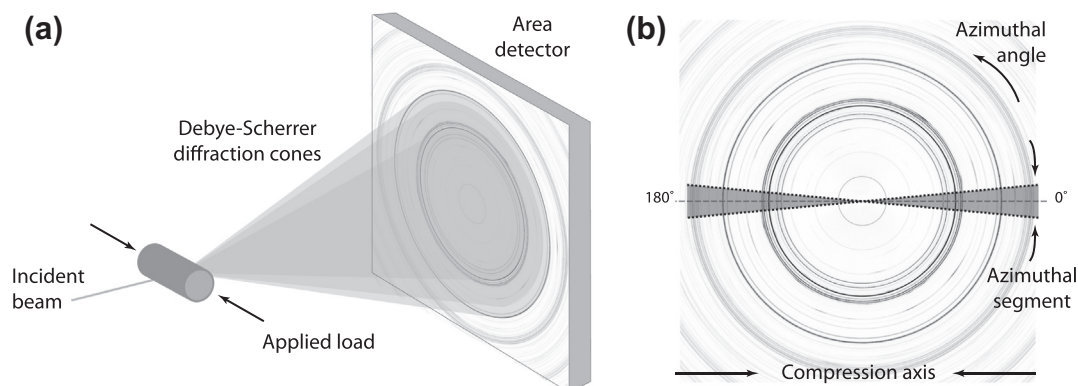 (a)
Area
detector
Debye-Scherrer
diffraction cones
Incident
beam
Applied load
(b)
Azimuthal
angle
180°
0°
Azimuthal
segment
Compression axis